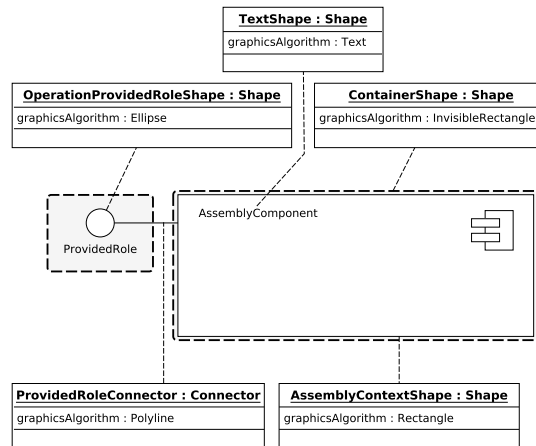 TextShape : Shape
graphicsAlgorithm : Text
OperationProvidedRoleShape : Shape
graphicsAlgorithm : Ellipse
ContainerShape : Shape
graphicsAlgorithm : InvisibleRectangle
AssemblyComponent
ProvidedRole
ProvidedRoleConnector : Connector
graphicsAlgorithm : Polyline
AssemblyContextShape : Shape
graphicsAlgorithm : Rectangle